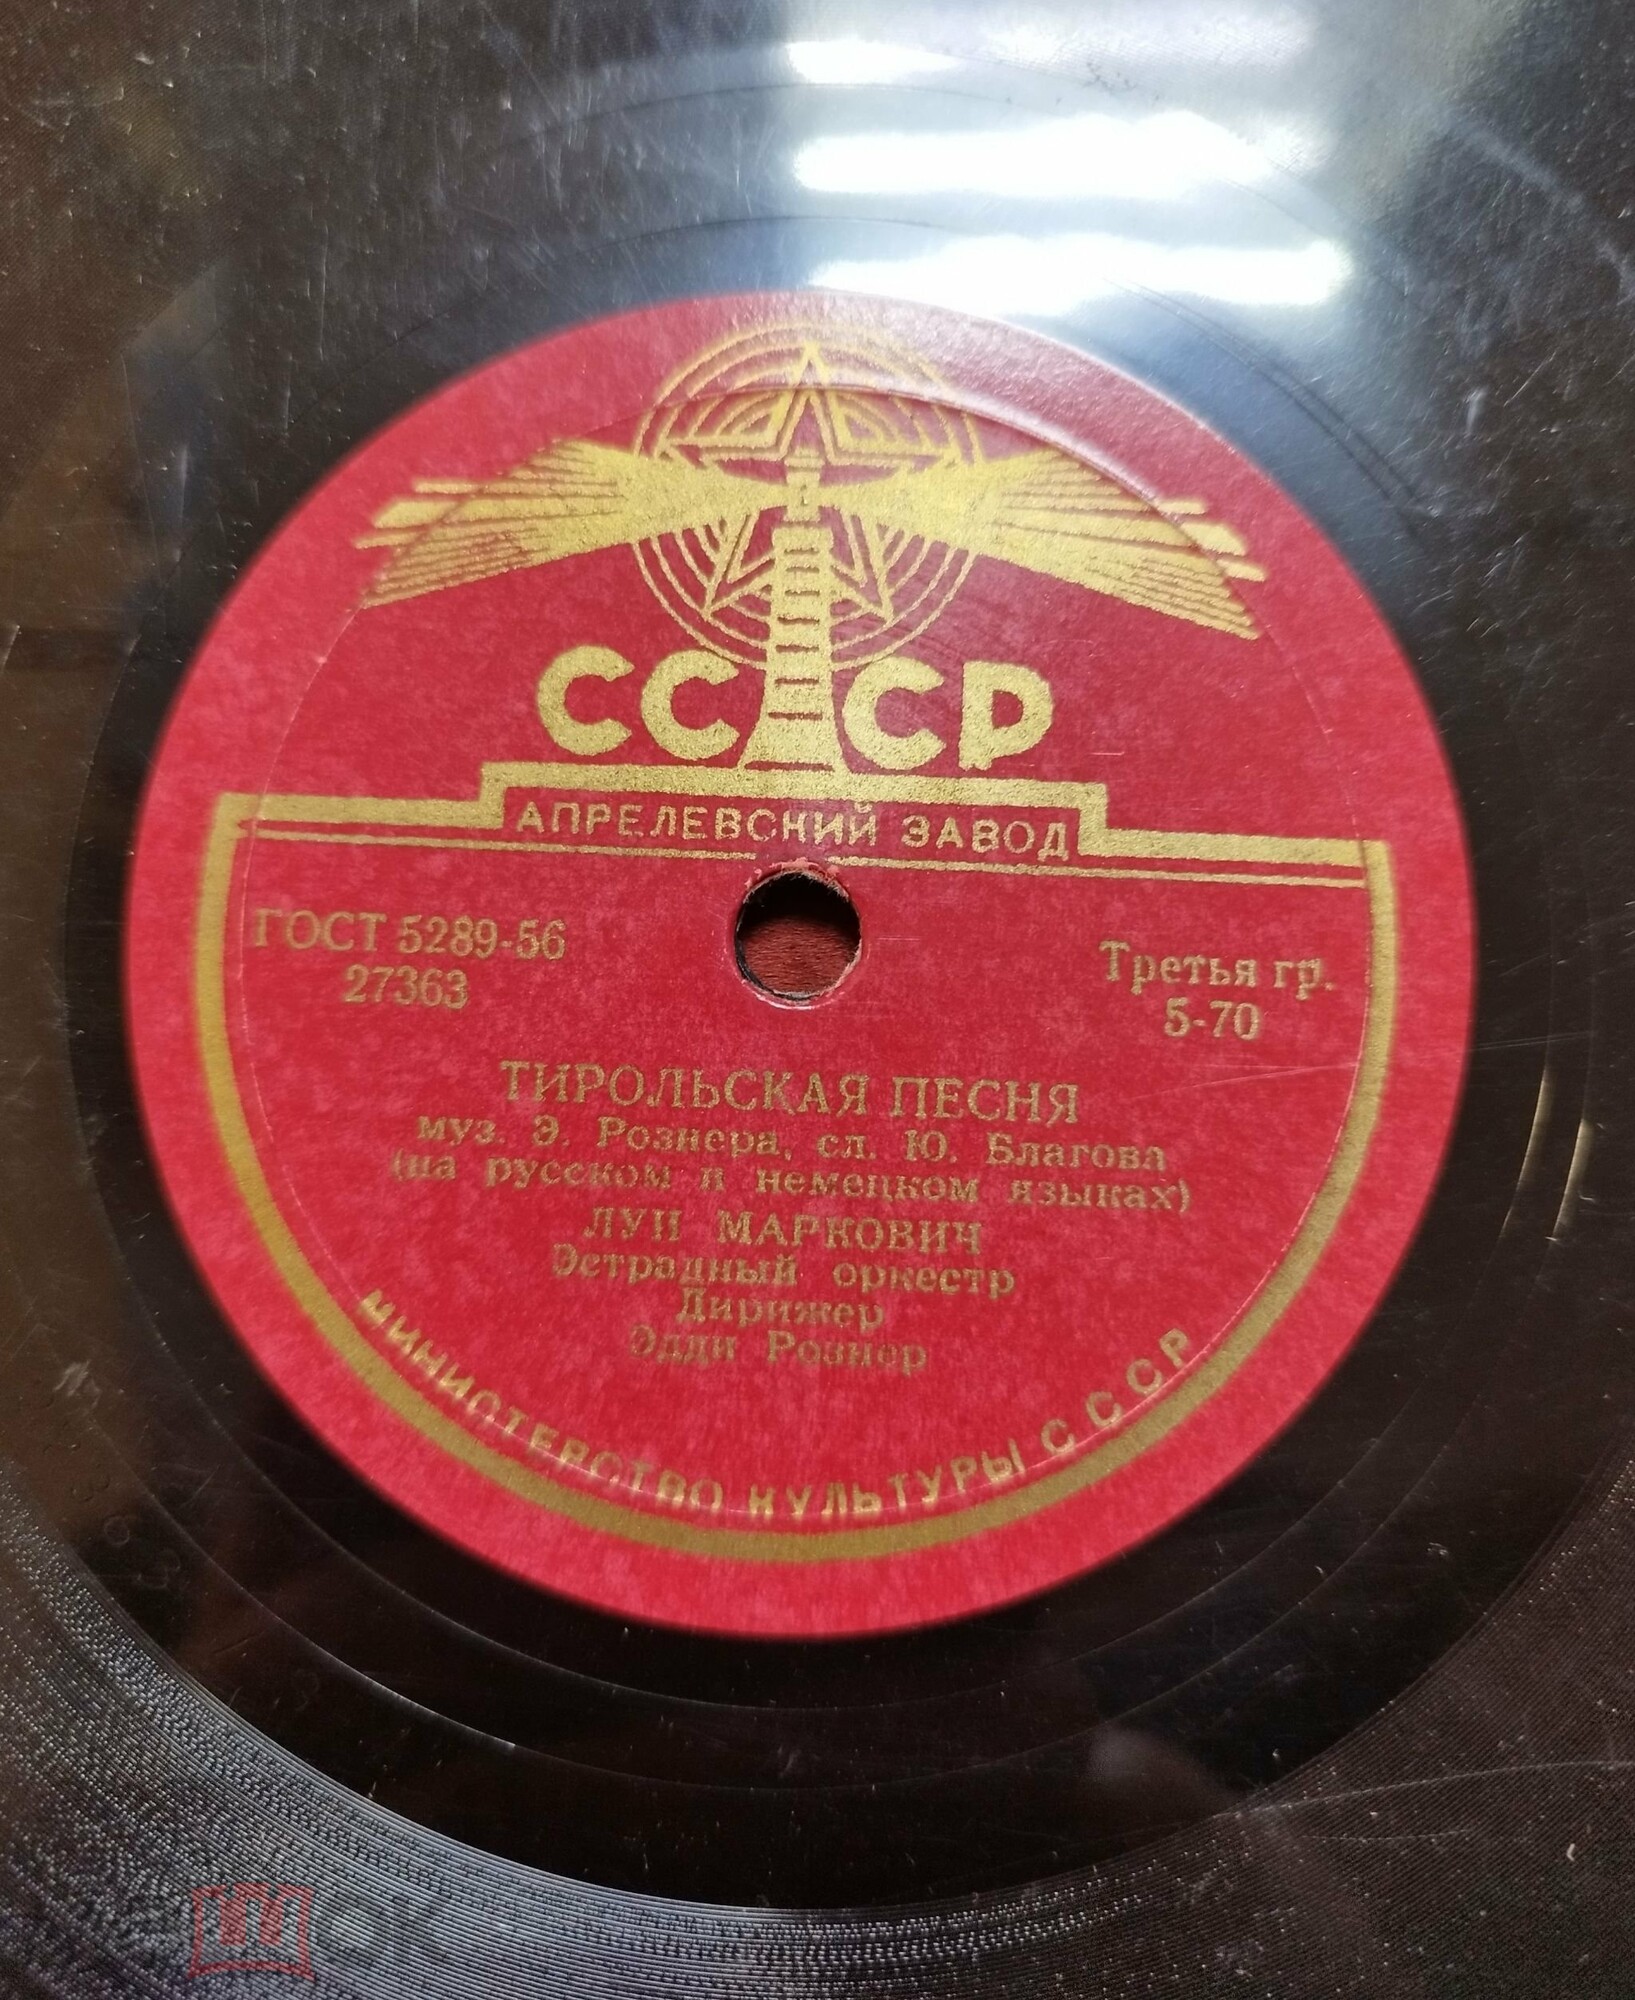 СССР
АПРЕЛЕВСКИЙ ЗАВОД
ГОСТ 5289-56
27363
Третья гр.
5-70
ТИРОЛЬСКАЯ ПЕСНЯ
муз. Э. Рознера, сл. Ю. Благова
(на русском и немецком языках)
ЛУИ МАРКОВИЧ
Эстрадный оркестр
Дирижер
Эдди Рознер
МИНИСТЕРСТВО КУЛЬТУРЫ СССР